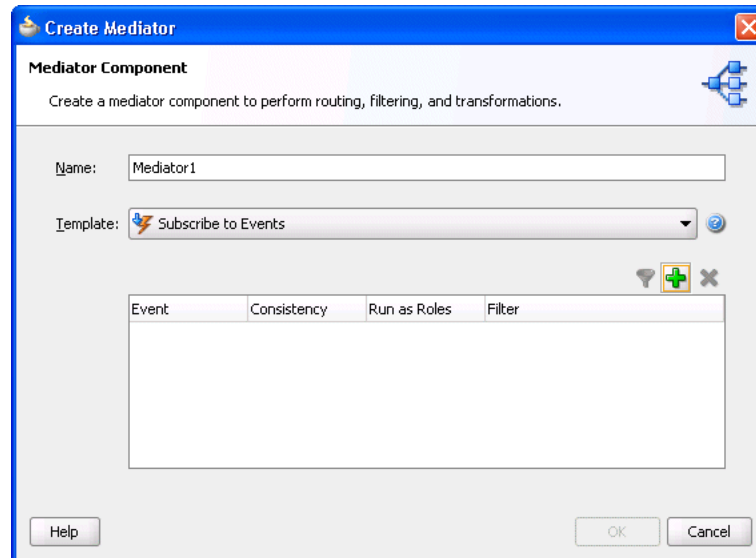 Create Mediator
Mediator Component
Create a mediator component to perform routing, filtering, and transformations.
Name: Mediator1
Template: Subscribe to Events
Event Consistency Run as Roles Filter
Help OK Cancel